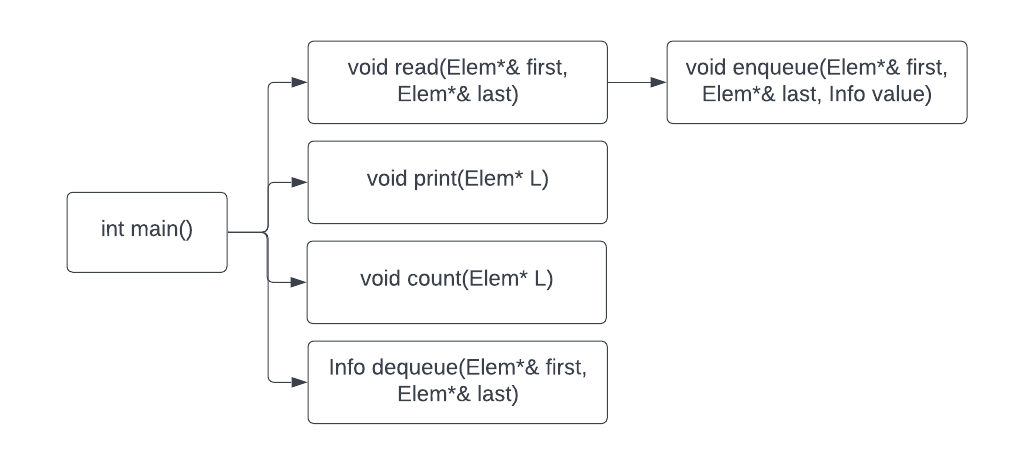 void read(Elem*& first,
Elem*& last)
void enqueue(Elem*& first,
Elem*& last, Info value)
void print(Elem* L)
int main()
void count(Elem* L)
Info dequeue(Elem*& first,
Elem*& last)